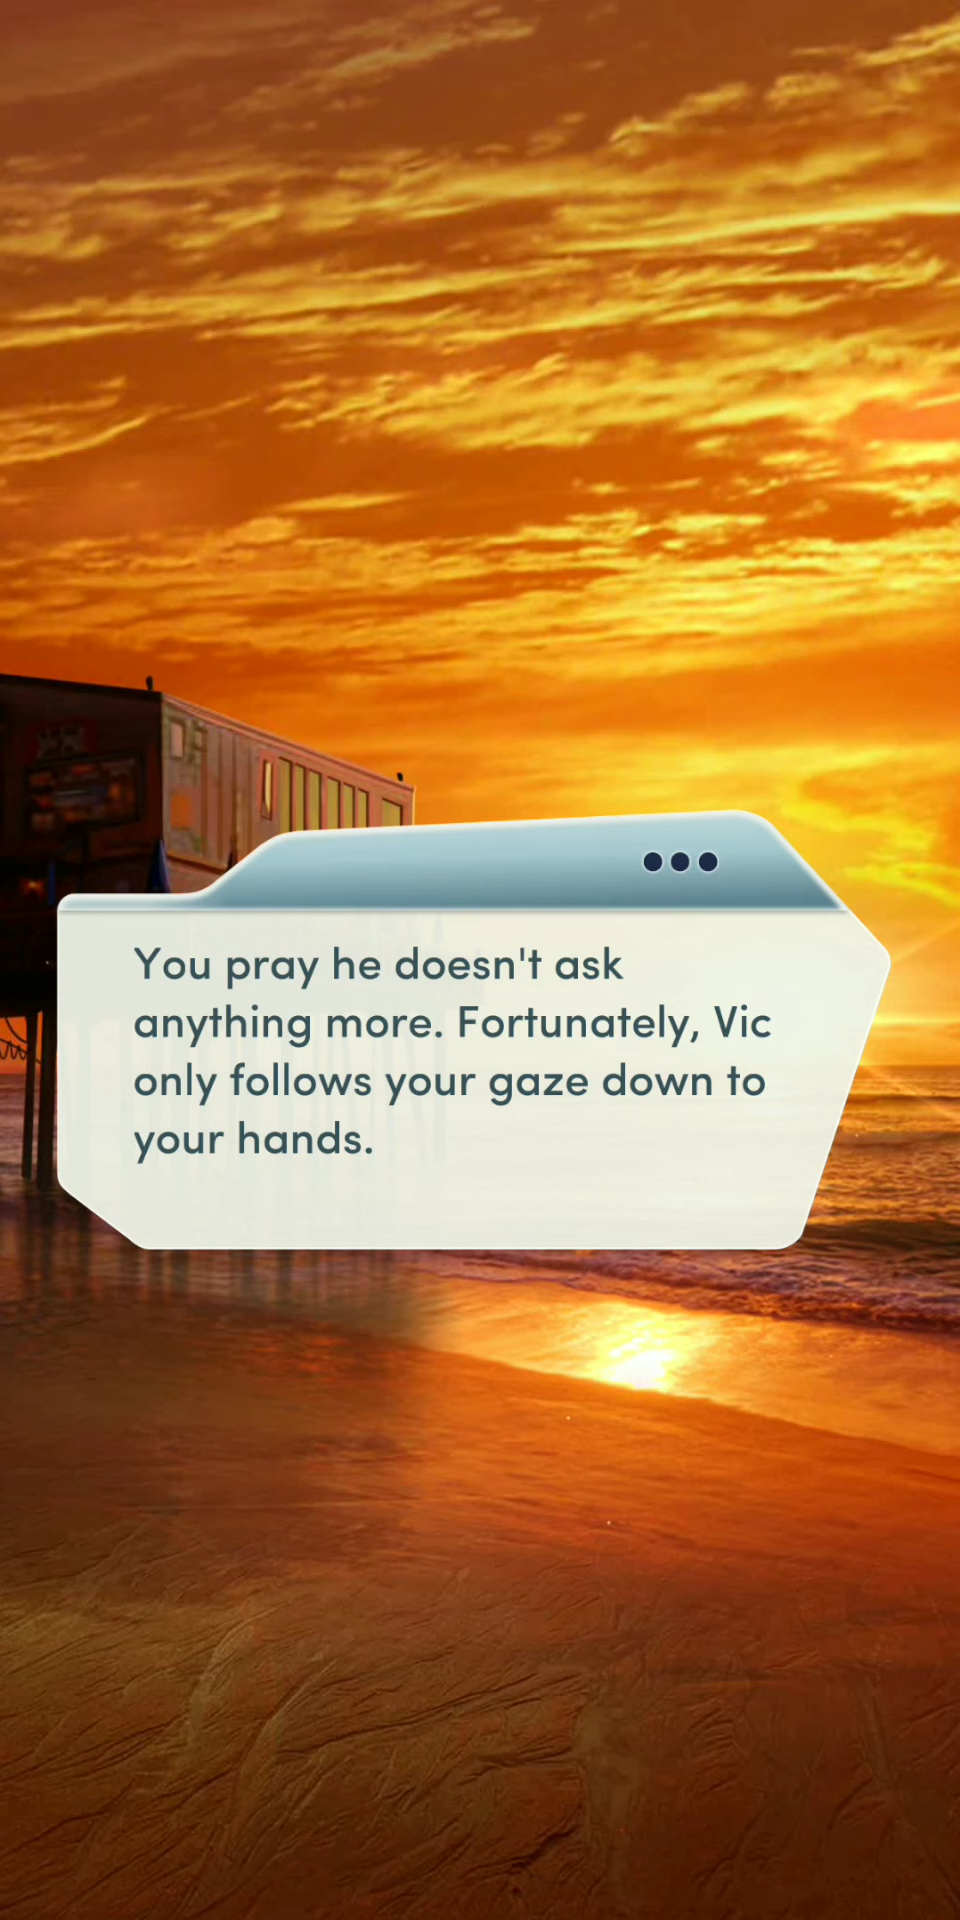 You pray he doesn't ask
anything more. Fortunately, Vic
only follows your gaze down to
your hands.